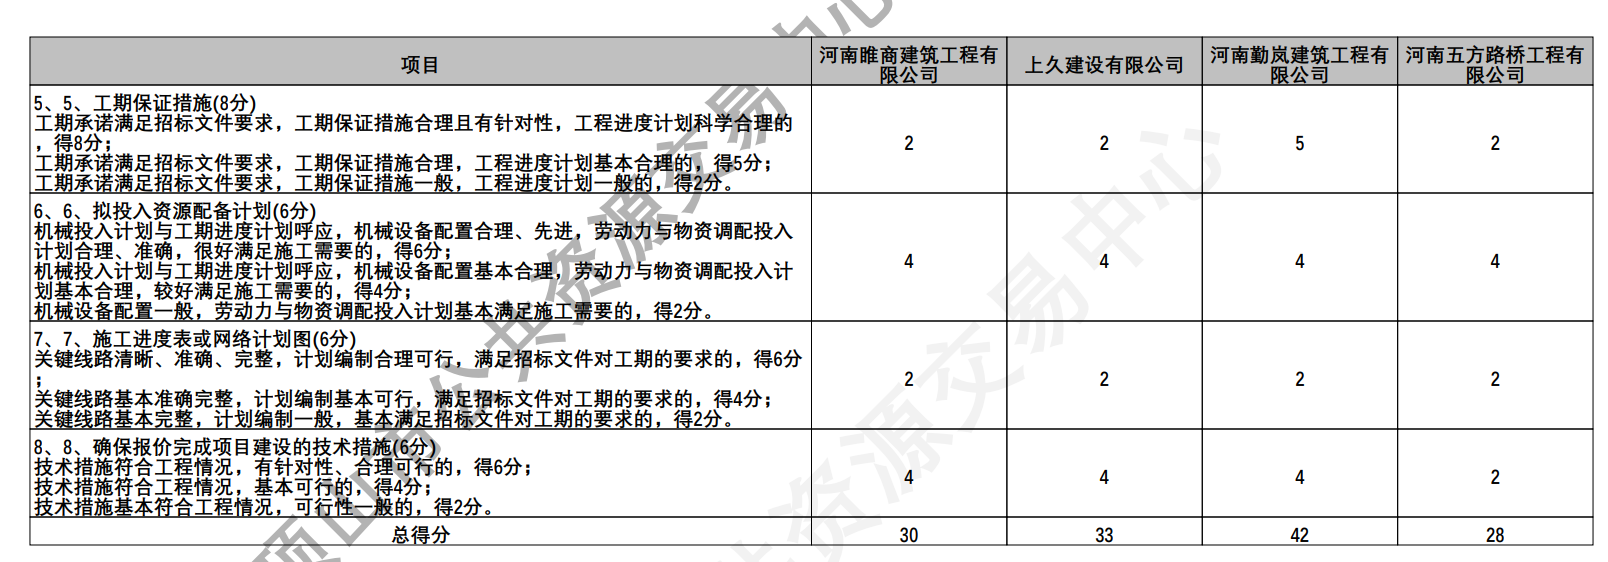 项目
河南睢商建筑工程有
限公司
上久建设有限公司
河南勤岚建筑工程有
限公司
河南五方路桥工程有
限公司
5、5、工期保证措施(8分)
工期承诺满足招标文件要求，工期保证措施合理且有针对性，工程进度计划科学合理的
，得8分；
工期承诺满足招标文件要求，工期保证措施合理，工程进度计划基本合理的，得5分；
工期承诺满足招标文件要求，工期保证措施一般，工程进度计划一般的，得2分。
2
2
5
2
6、6、拟投入资源配备计划(6分)
机械投入计划与工期进度计划呼应，机械设备配置合理、先进，劳动力与物资调配投入
计划合理、准确，很好满足施工需要的，得6分；
机械投入计划与工期进度计划呼应，机械设备配置基本合理，劳动力与物资调配投入计
划基本合理，较好满足施工需要的，得4分；
机械设备配置一般，劳动力与物资调配投入计划基本满足施工需要的，得2分。
4
4
4
4
7、7、施工进度表或网络计划图(6分)
关键线路清晰、准确、完整，计划编制合理可行，满足招标文件对工期的要求的，得6分
；
关键线路基本准确完整，计划编制基本可行，满足招标文件对工期的要求的，得4分；
关键线路基本完整，计划编制一般，基本满足招标文件对工期的要求的，得2分。
2
2
2
2
8、8、确保报价完成项目建设的技术措施(6分)
技术措施符合工程情况，有针对性、合理可行的，得6分；
技术措施符合工程情况，基本可行的，得4分；
技术措施基本符合工程情况，可行性一般的，得2分。
4
4
4
2
总得分
30
33
42
28
顶山市公共资源交易中心
共资源交易中心